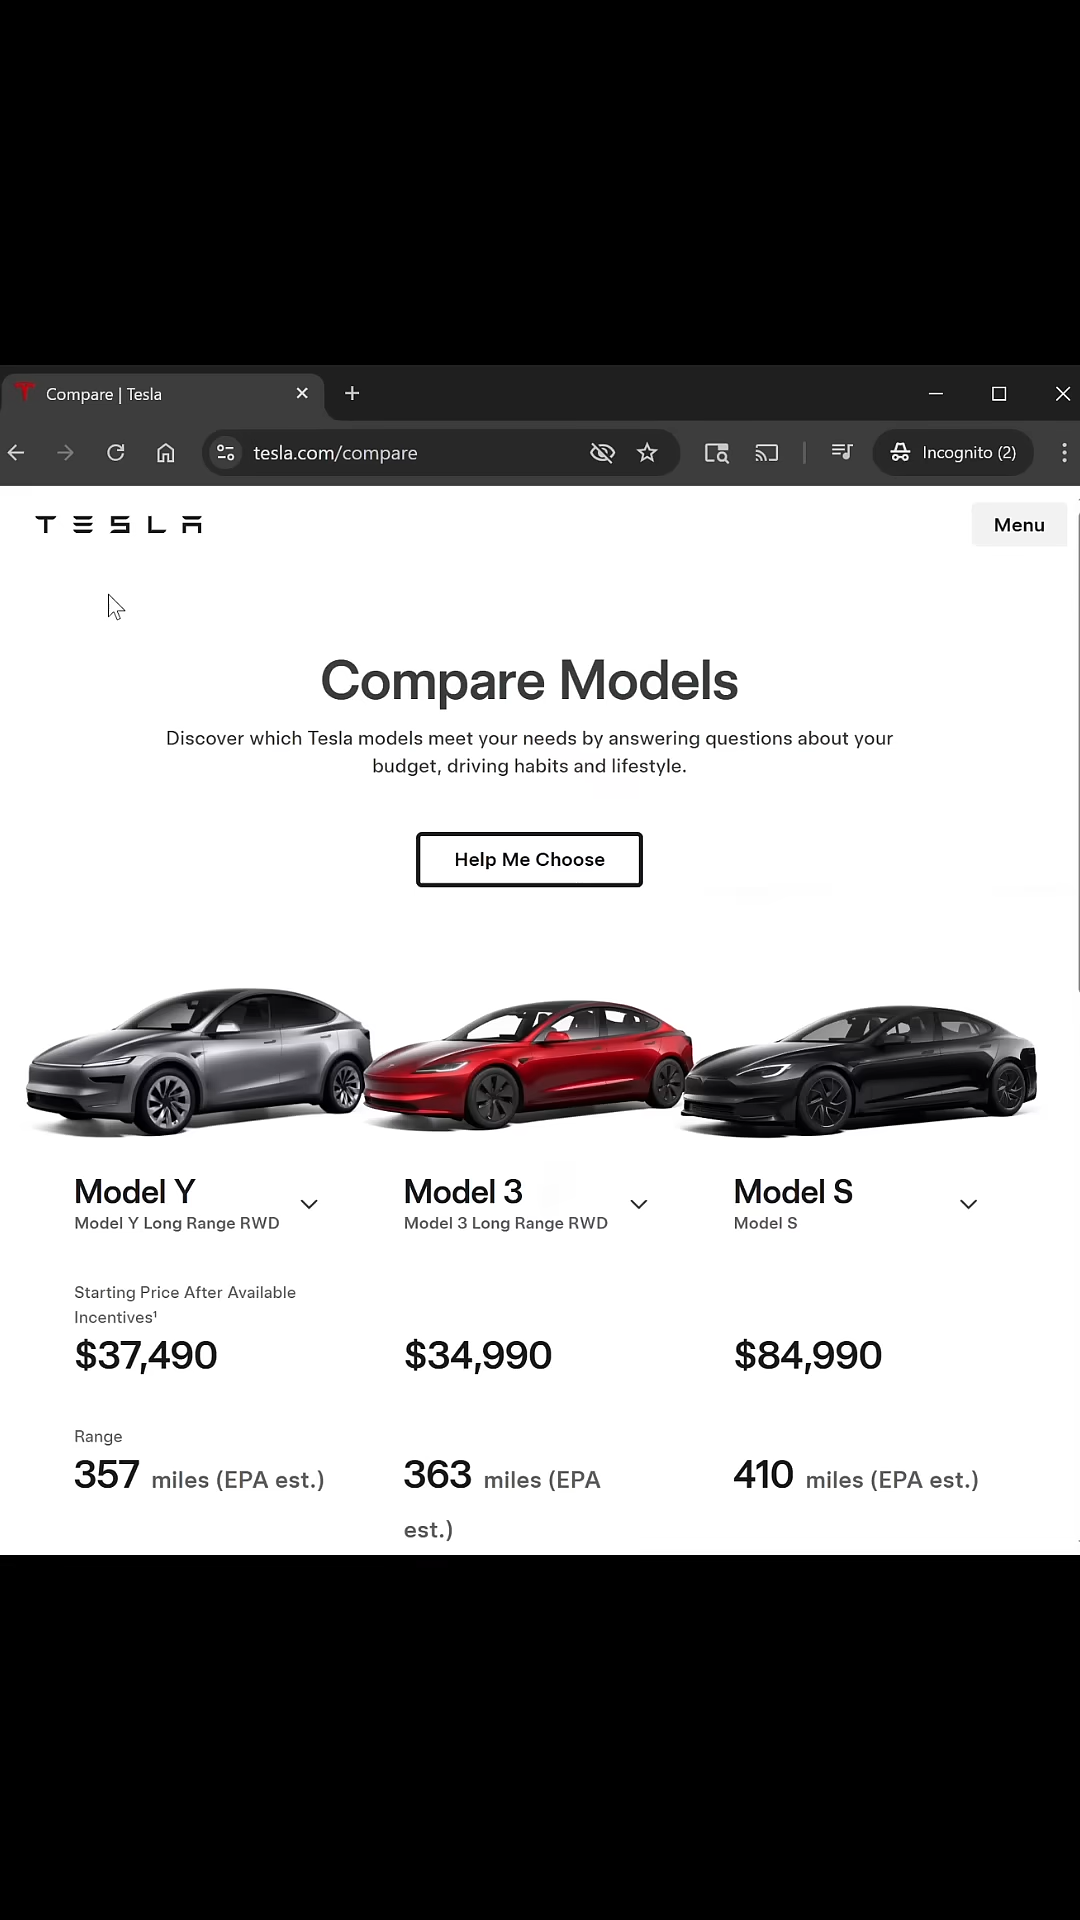 Compare | Tesla
tesla.com/compare
Incognito (2)
TESLA
Menu
Compare Models
Discover which Tesla models meet your needs by answering questions about your
budget, driving habits and lifestyle.
Help Me Choose
Model Y
Model Y Long Range RWD
Model 3
Model 3 Long Range RWD
Model S
Model S
Starting Price After Available
Incentives¹
$37,490
$34,990
$84,990
Range
357 miles (EPA est.)
363 miles (EPA
est.)
410 miles (EPA est.)